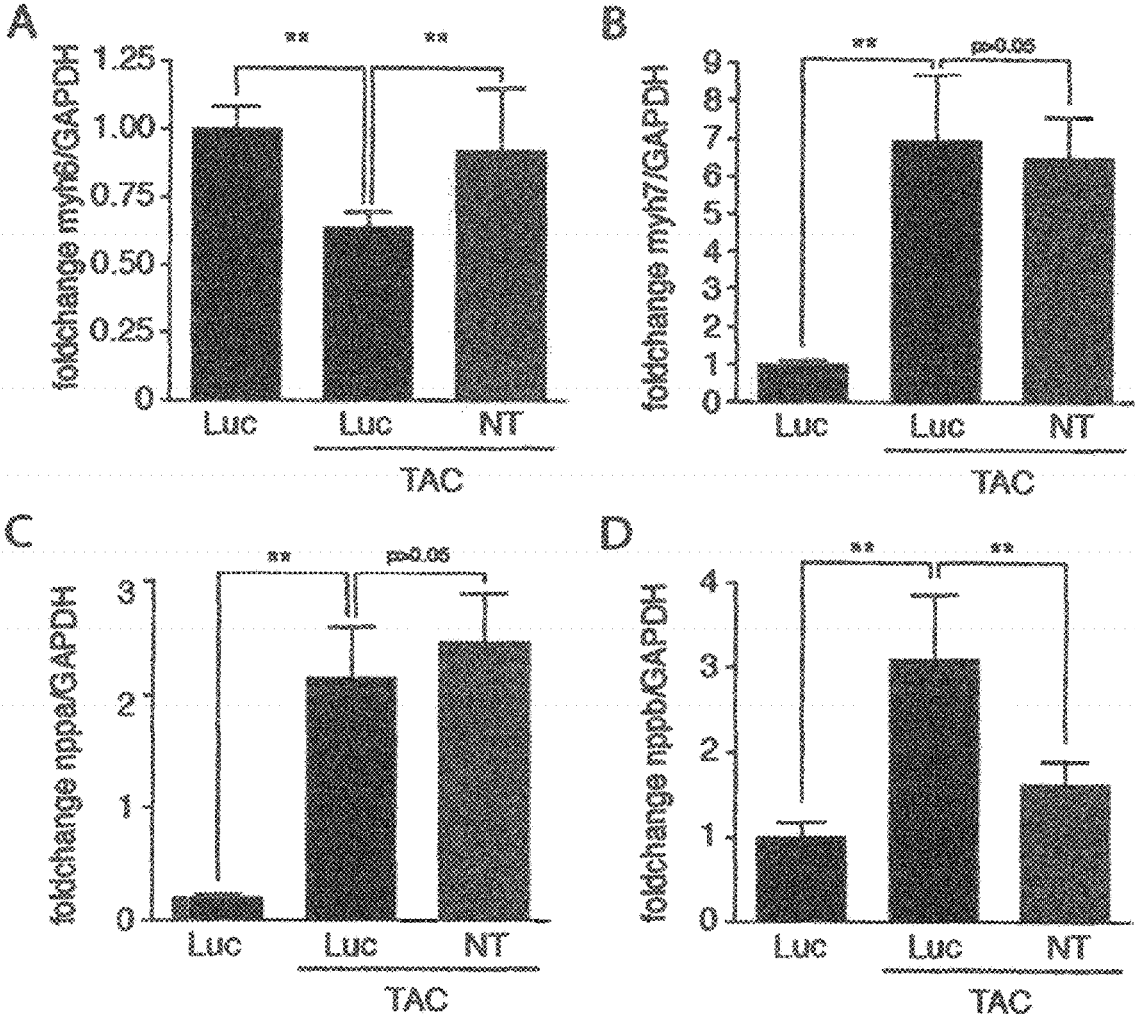 A
foldchange myh6/GAPDH
1.25
1.00
0.75
0.50
0.25
0
**
**
Luc
Luc
NT
TAC
B
foldchange myh7/GAPDH
9
8
7
6
5
4
3
2
1
0
**
p>0.05
Luc
Luc
NT
TAC
C
foldchange nppa/GAPDH
3
2
1
0
**
p>0.05
Luc
Luc
NT
TAC
D
foldchange nppb/GAPDH
4
3
2
1
0
**
**
Luc
Luc
NT
TAC